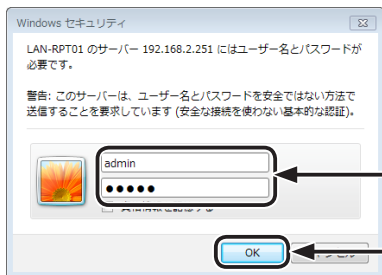 Windows セキュリティ
LAN-RPT01 のサーバー 192.168.2.251 にはユーザー名とパスワードが
必要です。
警告: このサーバーは、ユーザー名とパスワードを安全ではない方法で
送信することを要求しています (安全な接続を使わない基本的な認証)。
admin
●●●●●
OK